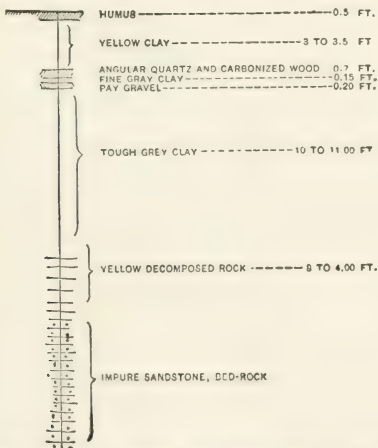 HUMUS ---------- 0.5 FT.
YELLOW CLAY ---------- 3 TO 3.5 FT
ANGULAR QUARTZ AND CARBONIZED WOOD 0.7 FT.
FINE GRAY CLAY ---------- 0.15 FT.
PAY GRAVEL ---------- 0.20 FT.
TOUGH GREY CLAY ---------- 10 TO 11.00 FT
YELLOW DECOMPOSED ROCK ---------- TO 4.00 FT.
IMPURE SANDSTONE, BED-ROCK